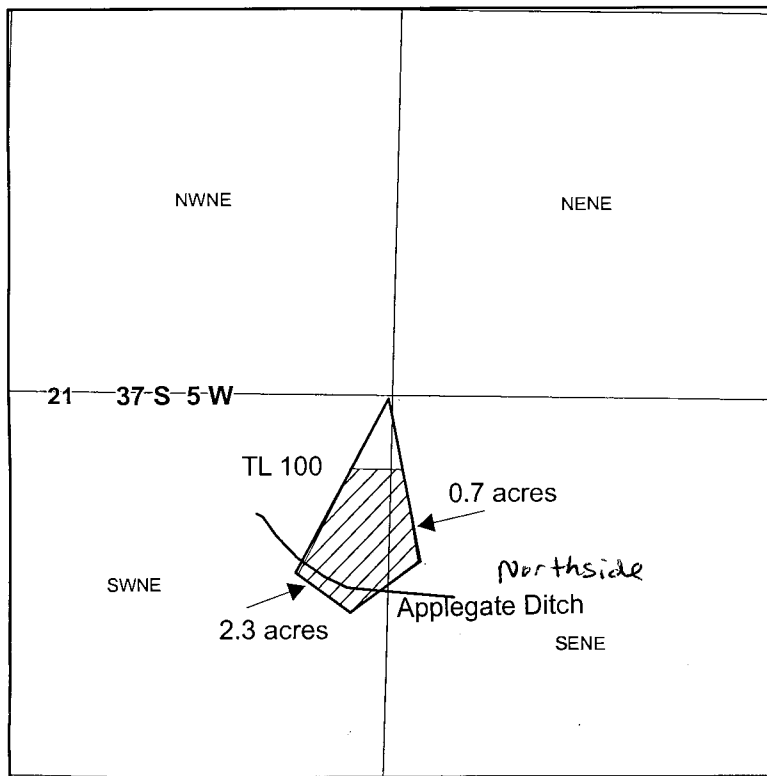 NWNE
NENE
21 37 S 5 W
TL 100
0.7 acres
Northside
SWNE
Applegate Ditch
2.3 acres
SENE